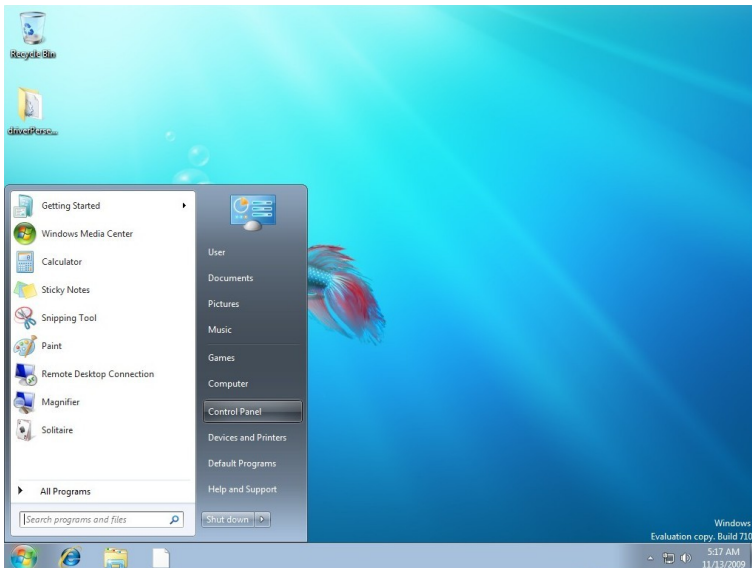 Recycle Bin
driverPerso...
Getting Started
Windows Media Center
Calculator
Sticky Notes
Snipping Tool
Paint
Remote Desktop Connection
Magnifier
Solitaire
All Programs
Search programs and files
User
Documents
Pictures
Music
Games
Computer
Control Panel
Devices and Printers
Default Programs
Help and Support
Shut down
Windows
Evaluation copy. Build 710
5:17 AM
11/13/2009